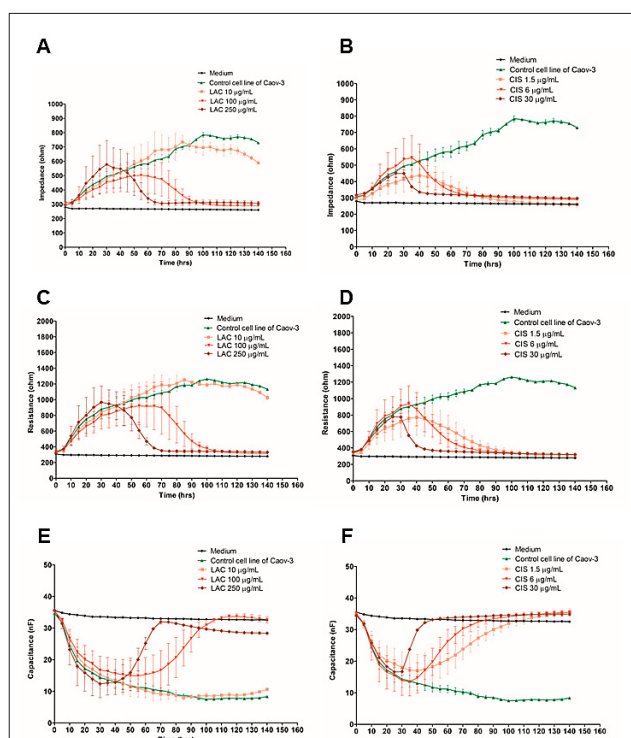 A
Medium
Control cell line of Caov-3
LAC 10 µg/mL
LAC 100 µg/mL
LAC 250 µg/mL
Impedance (ohm)
1000
900
800
700
600
500
400
300
200
100
0 10 20 30 40 50 60 70 80 90 100 110 120 130 140 150
Time (hrs)
B
Medium
Control cell line of Caov-3
CIS 1.5 µg/mL
CIS 6 µg/mL
CIS 30 µg/mL
Impedance (ohm)
1000
900
800
700
600
500
400
300
200
100
0 10 20 30 40 50 60 70 80 90 100 110 120 130 140 150
Time (hrs)
C
Medium
Control cell line of Caov-3
LAC 10 µg/mL
LAC 100 µg/mL
LAC 250 µg/mL
Resistance (ohm)
2000
1800
1600
1400
1200
1000
800
600
400
200
0 10 20 30 40 50 60 70 80 90 100 110 120 130 140 150
Time (hrs)
D
Medium
Control cell line of Caov-3
CIS 1.5 µg/mL
CIS 6 µg/mL
CIS 30 µg/mL
Resistance (ohm)
2000
1800
1600
1400
1200
1000
800
600
400
200
0 10 20 30 40 50 60 70 80 90 100 110 120 130 140 150
Time (hrs)
E
Medium
Control cell line of Caov-3
LAC 10 µg/mL
LAC 100 µg/mL
LAC 250 µg/mL
Capacitance (nF)
50
40
30
20
10
0
0 10 20 30 40 50 60 70 80 90 100 110 120 130 140 150
Time (hrs)
F
Medium
Control cell line of Caov-3
CIS 1.5 µg/mL
CIS 6 µg/mL
CIS 30 µg/mL
Capacitance (nF)
50
40
30
20
10
0
0 10 20 30 40 50 60 70 80 90 100 110 120 130 140 150
Time (hrs)